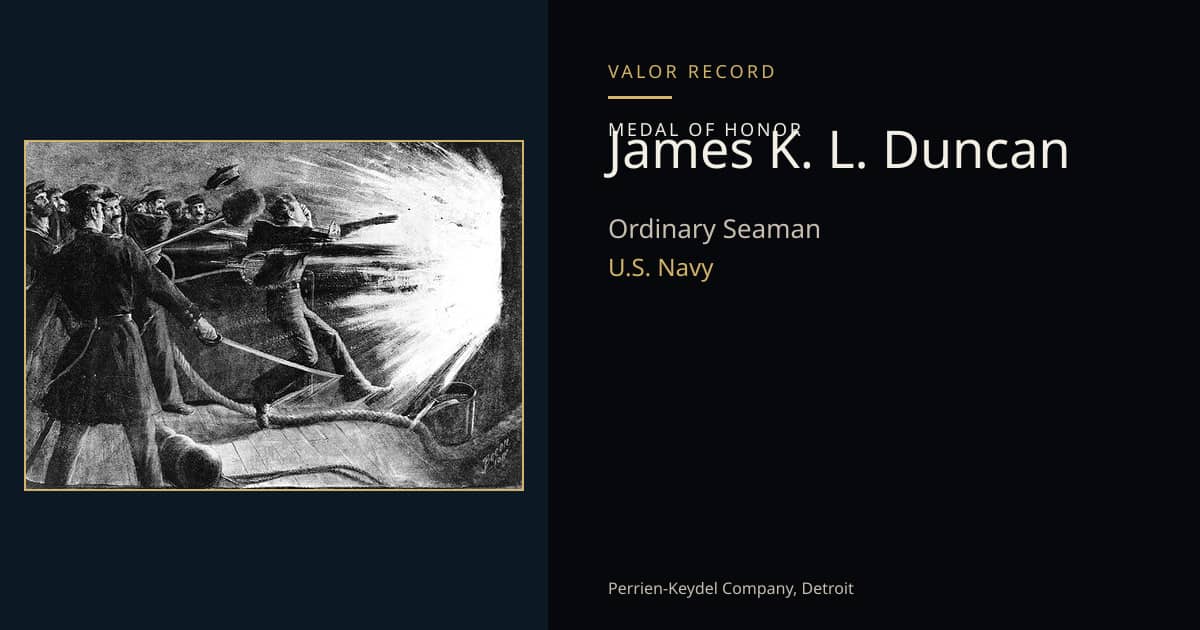 VALOR RECORD
MEDAL OF HONOR
James K. L. Duncan
Ordinary Seaman
U.S. Navy
Perrien-Keydel Company, Detroit